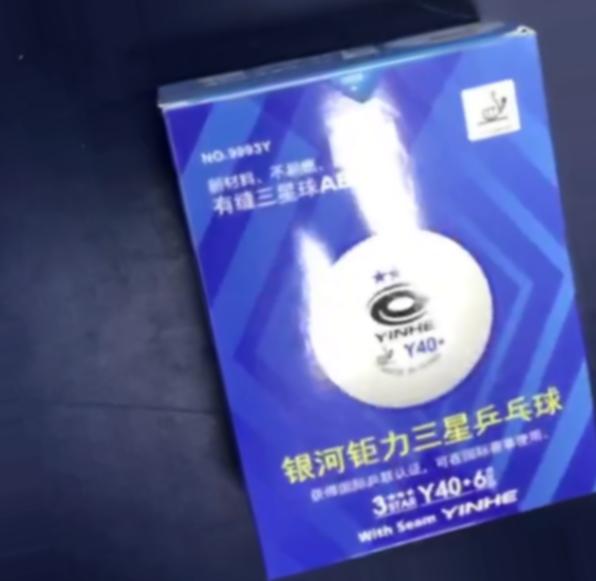 NO.9993Y
新材料、不易燃、
有缝三星球AB
YINHE
Y40+
银河钜力三星乒乓球
获得国际乒联认证,可在国际赛事使用。
3 STAR Y40+6
With Seam YINHE